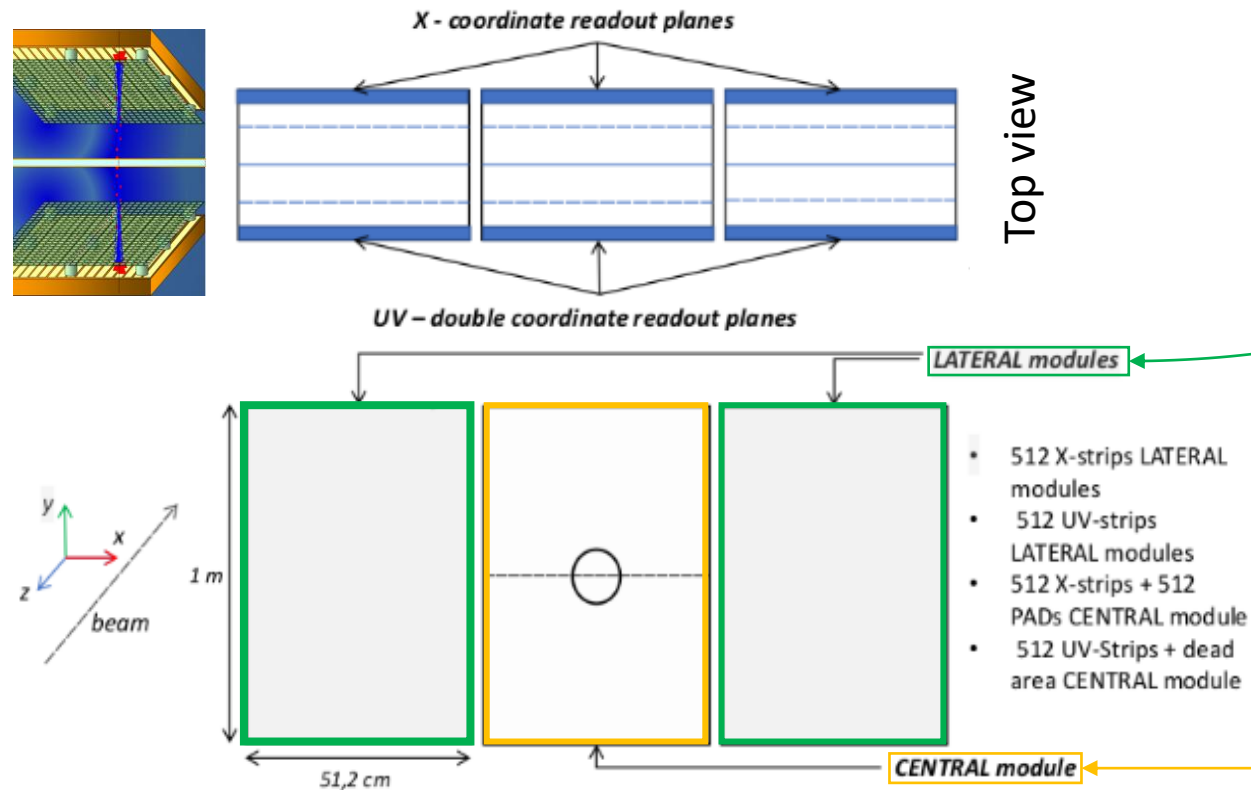 X - coordinate readout planes
Top view
UV – double coordinate readout planes
LATERAL modules
y
x
z
beam
1 m
51,2 cm
• 512 X-strips LATERAL
modules
• 512 UV-strips
LATERAL modules
• 512 X-strips + 512
PADs CENTRAL module
• 512 UV-Strips + dead
area CENTRAL module
CENTRAL module